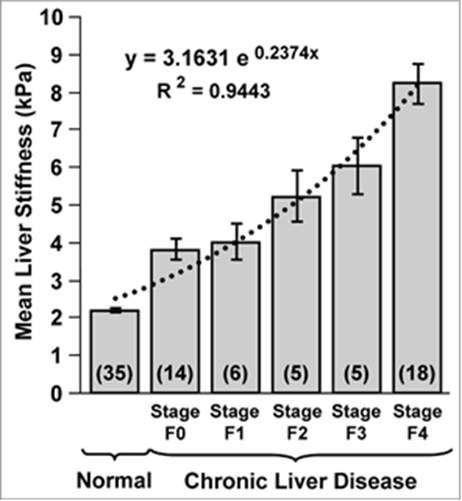 Mean Liver Stiffness (kPa)
10
9
8
7
6
5
4
3
2
1
0
y = 3.1631 e^0.2374x
R² = 0.9443
(35) (14) (6) (5) (5) (18)
Stage Stage Stage Stage Stage
F0 F1 F2 F3 F4
Normal Chronic Liver Disease